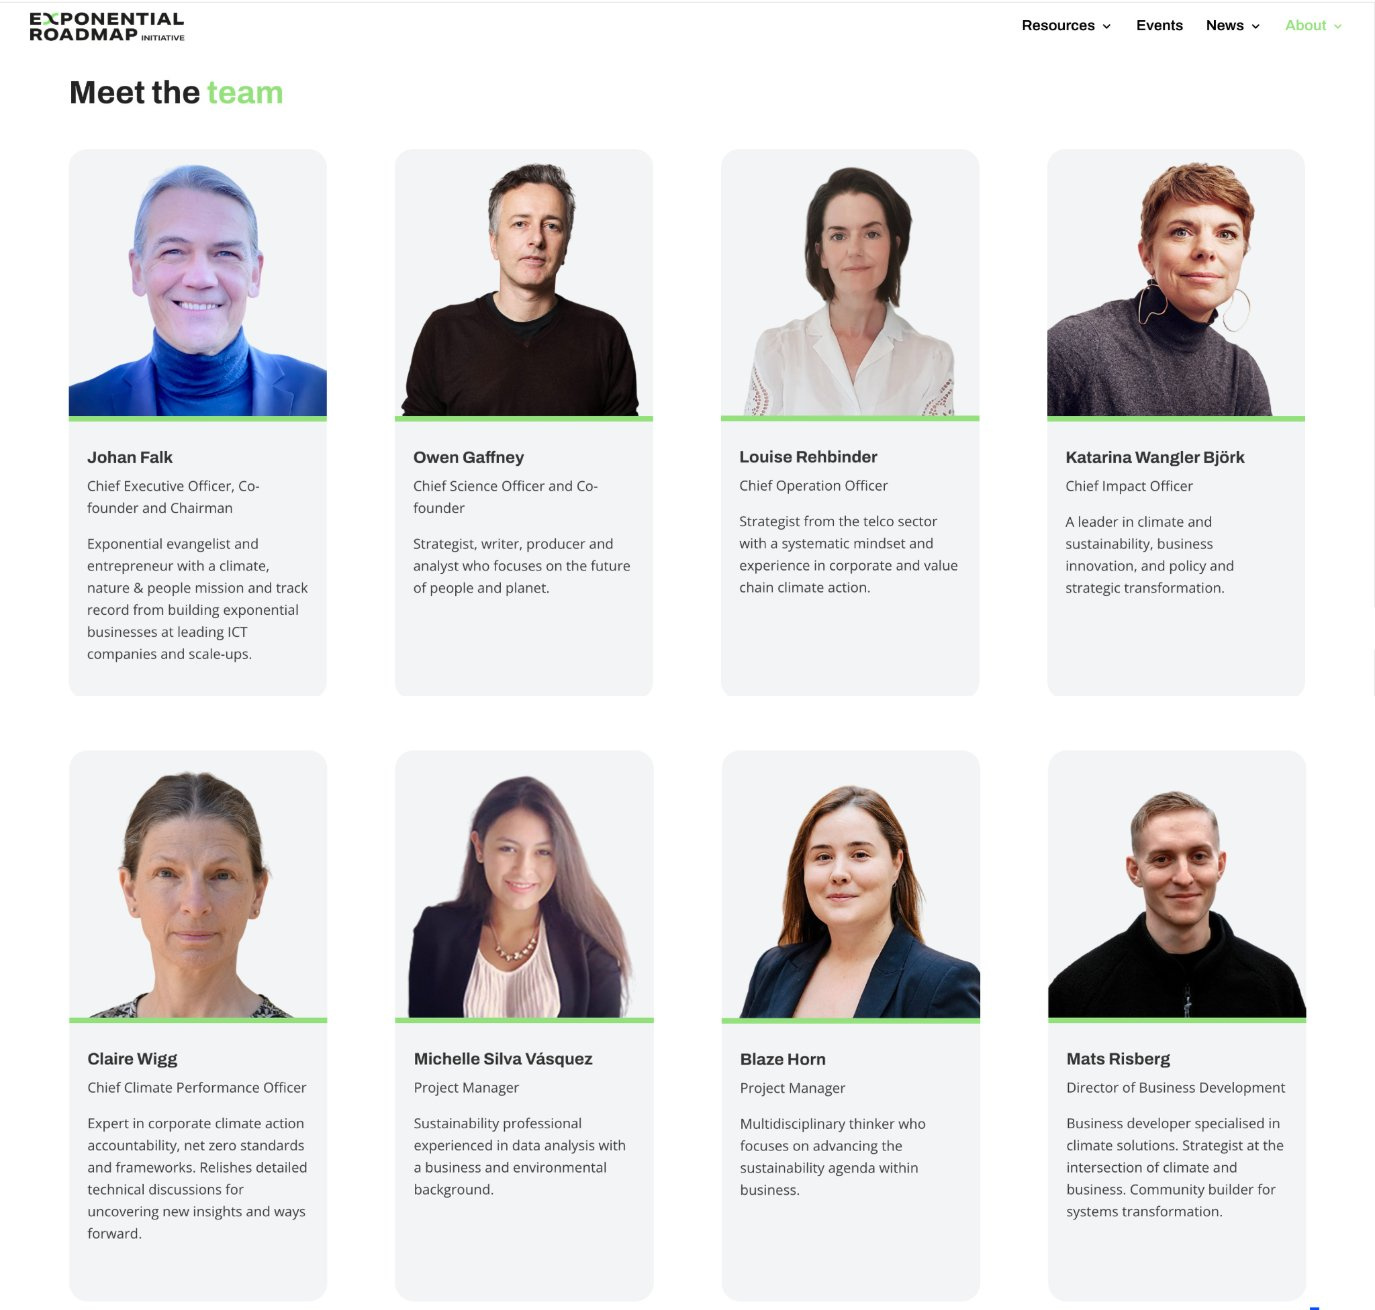 EXPONENTIAL
ROADMAP INITIATIVE
Resources
Events
News
About
Meet the team
Johan Falk
Chief Executive Officer, Co-
founder and Chairman
Exponential evangelist and
entrepreneur with a climate,
nature & people mission and track
record from building exponential
businesses at leading ICT
companies and scale-ups.
Owen Gaffney
Chief Science Officer and Co-
founder
Strategist, writer, producer and
analyst who focuses on the future
of people and planet.
Louise Rehbinder
Chief Operation Officer
Strategist from the telco sector
with a systematic mindset and
experience in corporate and value
chain climate action.
Katarina Wangler Björk
Chief Impact Officer
A leader in climate and
sustainability, business
innovation, and policy and
strategic transformation.
Claire Wigg
Chief Climate Performance Officer
Expert in corporate climate action
accountability, net zero standards
and frameworks. Relishes detailed
technical discussions for
uncovering new insights and ways
forward.
Michelle Silva Vásquez
Project Manager
Sustainability professional
experienced in data analysis with
a business and environmental
background.
Blaze Horn
Project Manager
Multidisciplinary thinker who
focuses on advancing the
sustainability agenda within
business.
Mats Risberg
Director of Business Development
Business developer specialised in
climate solutions. Strategist at the
intersection of climate and
business. Community builder for
systems transformation.